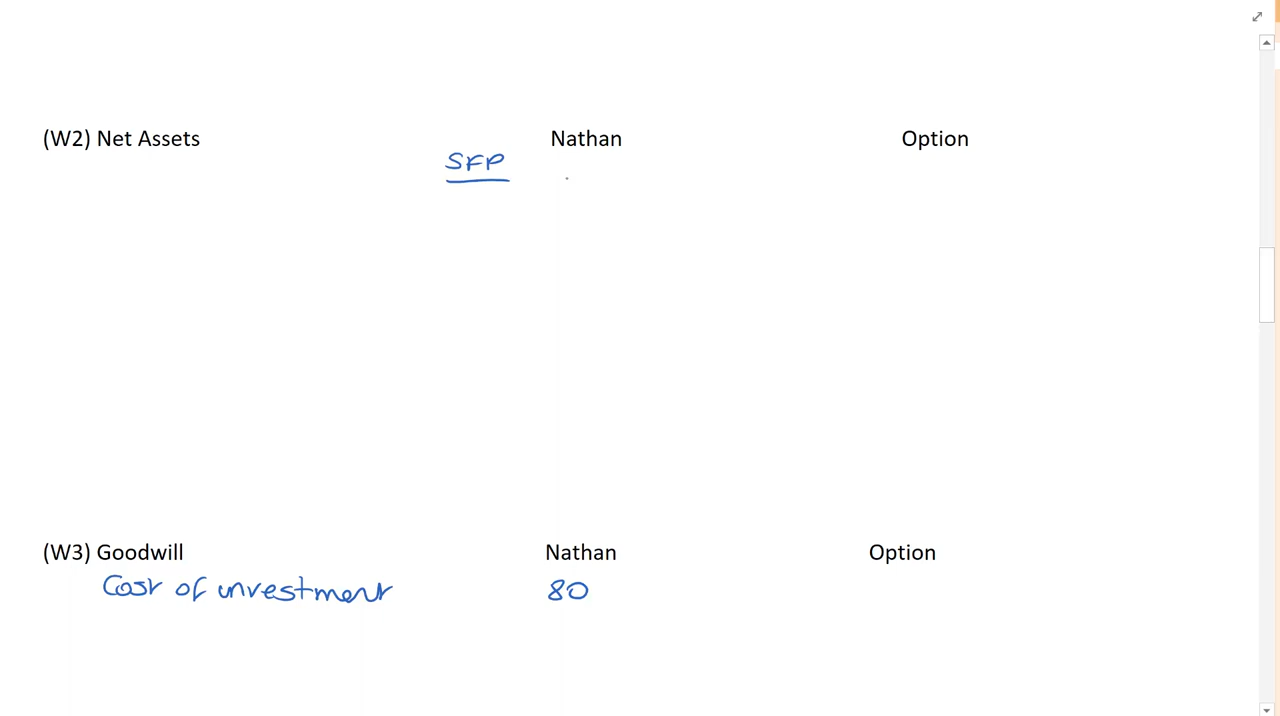 (W2) Net Assets Nathan Option
SFP
(W3) Goodwill Nathan Option
Cost of investment 80